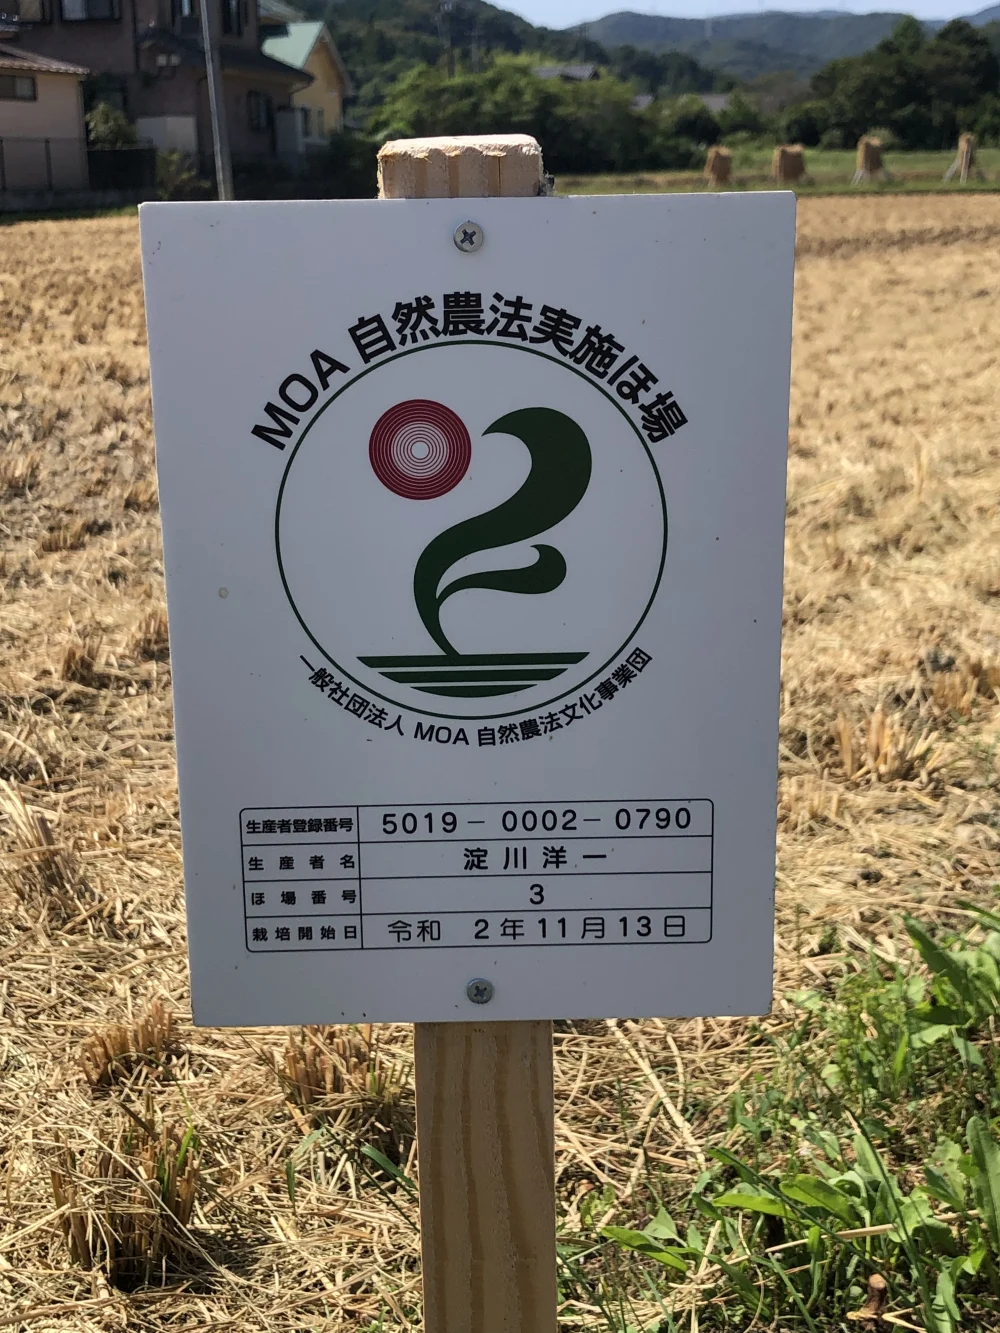 MOA 自然農法実施ほ場
一般社団法人 MOA 自然農法文化事業団
生産者登録番号 5019-0002-0790
生産者名 淀川洋一
ほ場番号 3
栽培開始日 令和 2年11月13日